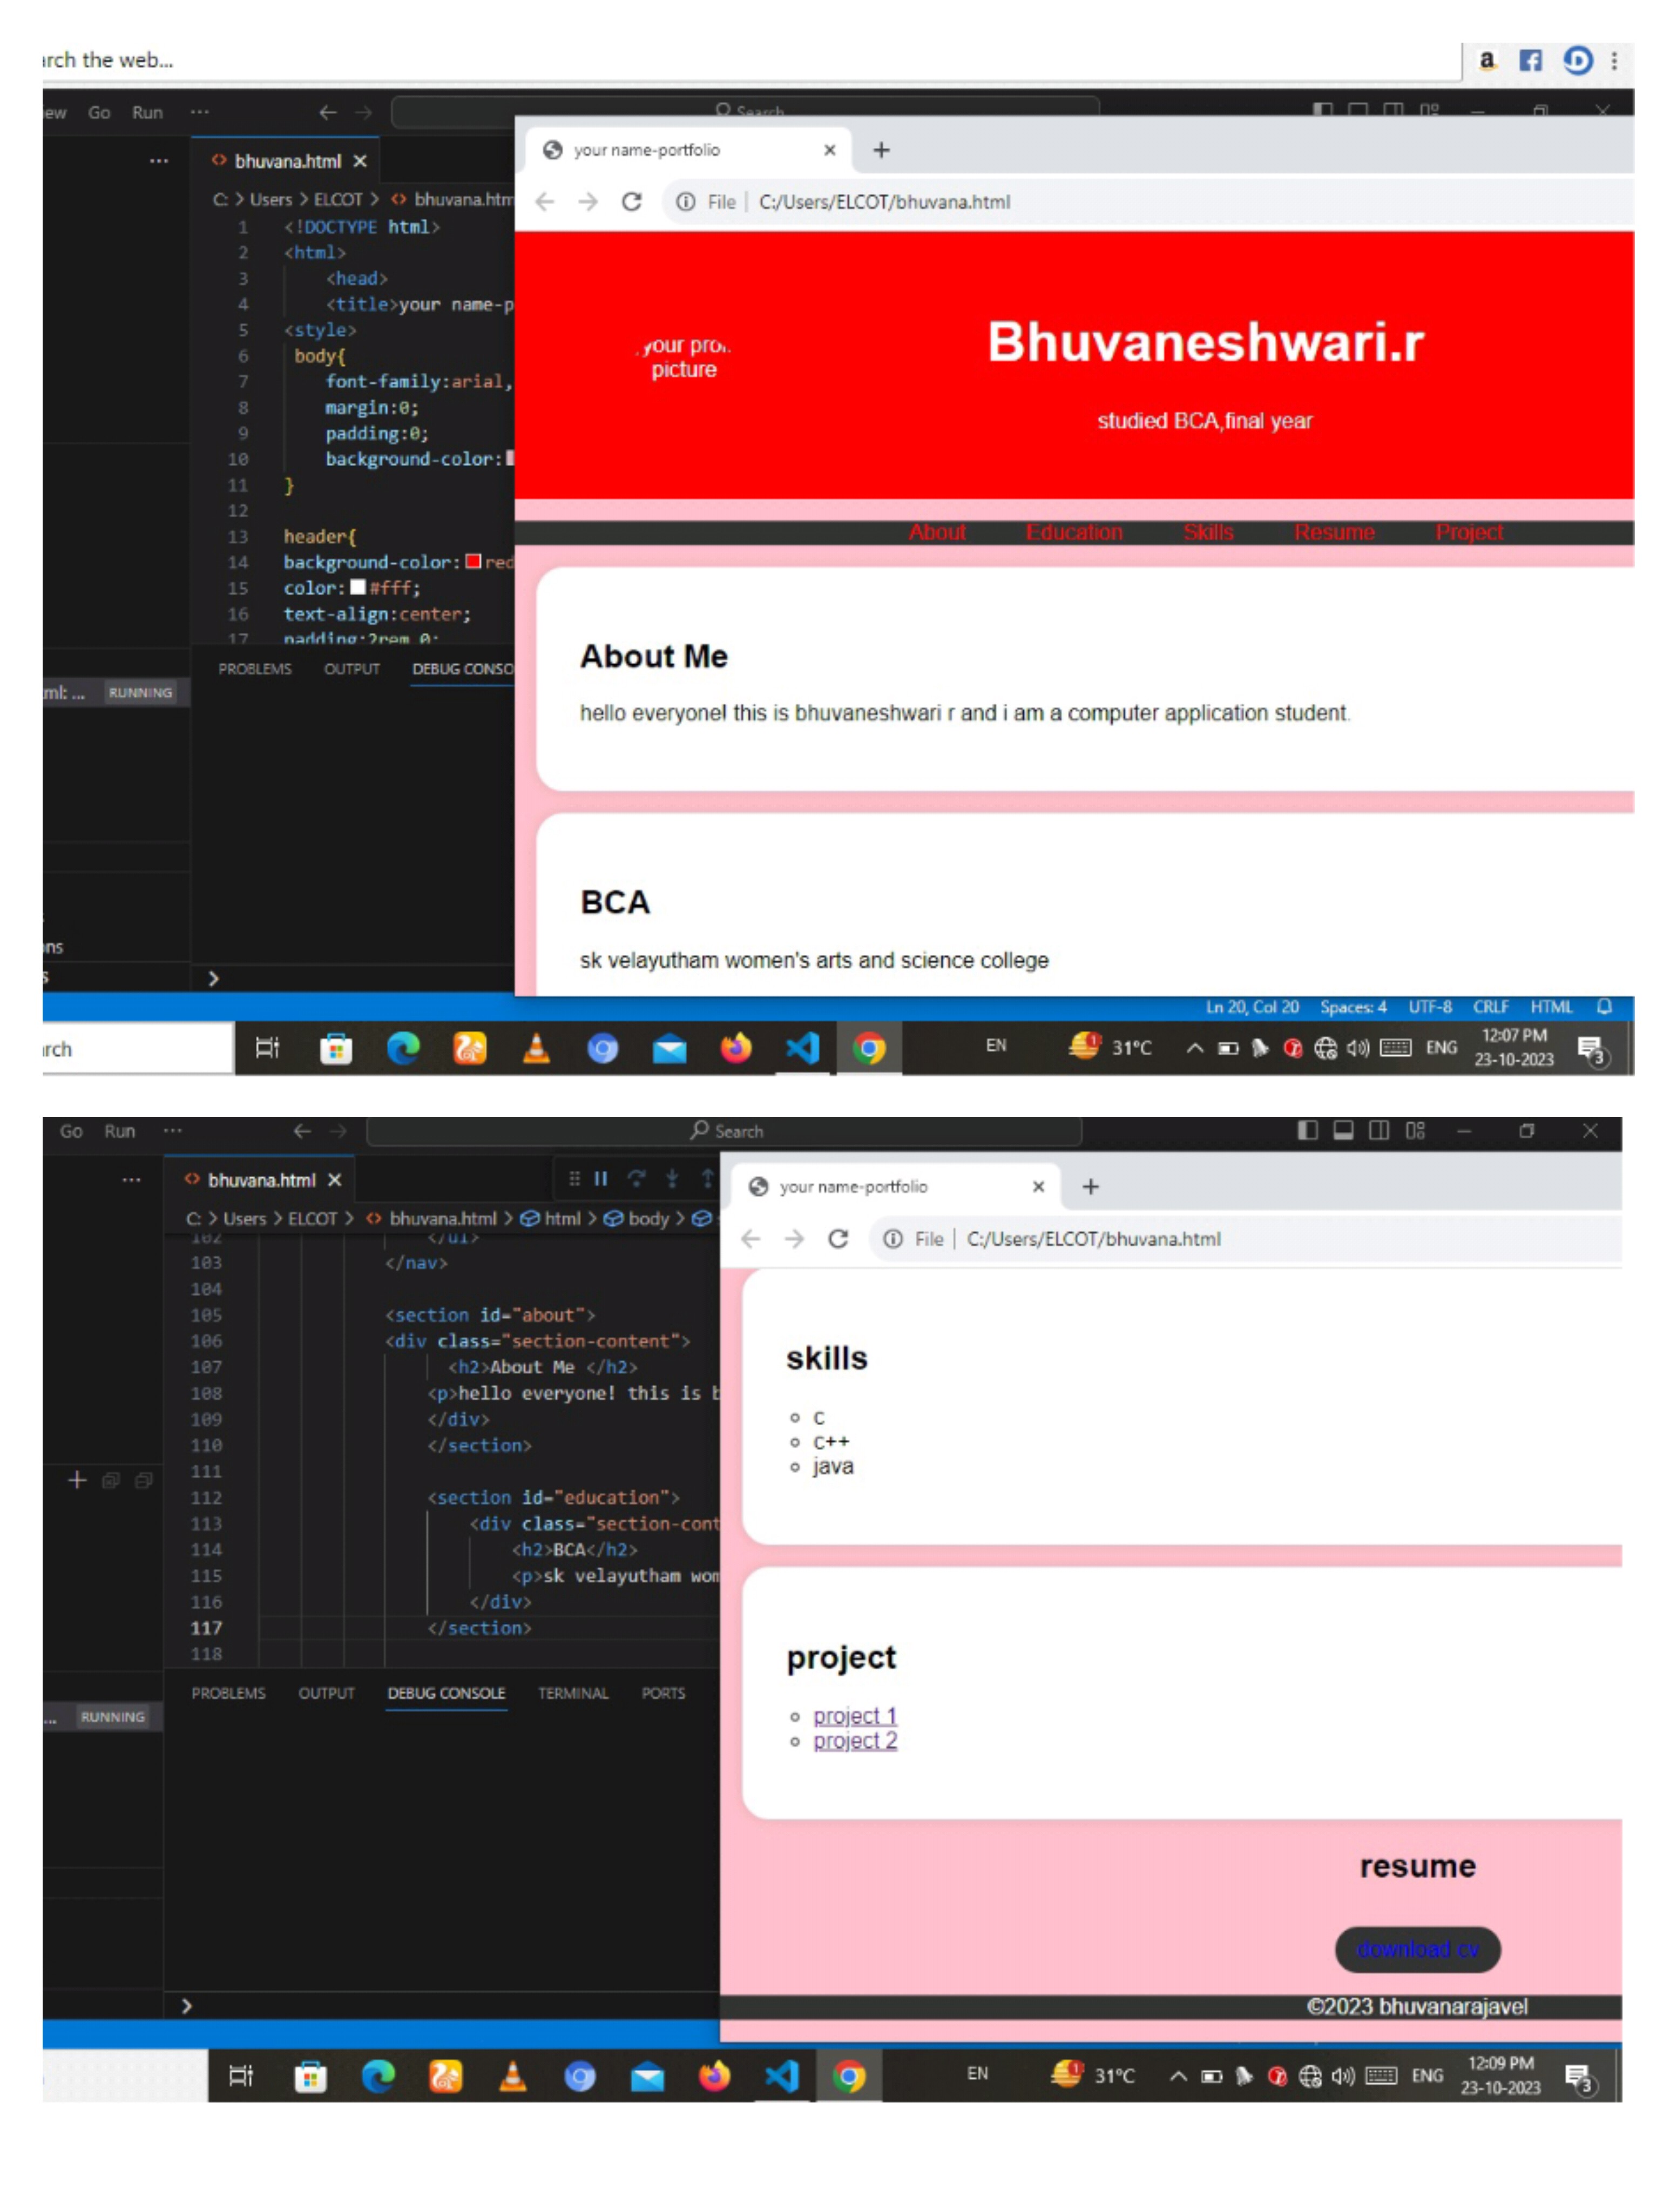 arch the web...
Go Run ... Search
bhuvana.html
C: > Users > ELCOT > bhuvana.htm
1 <!DOCTYPE html>
2 <html>
3 <head>
4 <title>your name-p
5 <style>
6 body{
7 font-family:arial,
8 margin:0;
9 padding:0;
10 background-color:
11 }
12
13 header{
14 background-color: red
15 color: #fff;
16 text-align:center;
17 padding:2rem 0;
PROBLEMS OUTPUT DEBUG CONSO
RUNNING
your name-portfolio
File | C:/Users/ELCOT/bhuvana.html
picture
Bhuvaneshwari.r
studied BCA,final year
About Education Skills Resume Project
About Me
hello everyone! this is bhuvaneshwari r and i am a computer application student.
BCA
sk velayutham women's arts and science college
Ln 20, Col 20 Spaces: 4 UTF-8 CRLF HTML
EN 31°C ENG 12:07 PM
23-10-2023
3
Go Run ... Search
bhuvana.html
C: > Users > ELCOT > bhuvana.html > html > body >
102 </ul>
103 </nav>
104
105 <section id="about">
106 <div class="section-content">
107 <h2>About Me </h2>
108 <p>hello everyone! this is b
109 </div>
110 </section>
111
112 <section id="education">
113 <div class="section-cont
114 <h2>BCA</h2>
115 <p>sk velayutham wom
116 </div>
117 </section>
118
PROBLEMS OUTPUT DEBUG CONSOLE TERMINAL PORTS
... RUNNING
your name-portfolio
File | C:/Users/ELCOT/bhuvana.html
skills
c
c++
java
project
project 1
project 2
resume
download cv
©2023 bhuvanarajavel
EN 31°C ENG 12:09 PM
23-10-2023
3